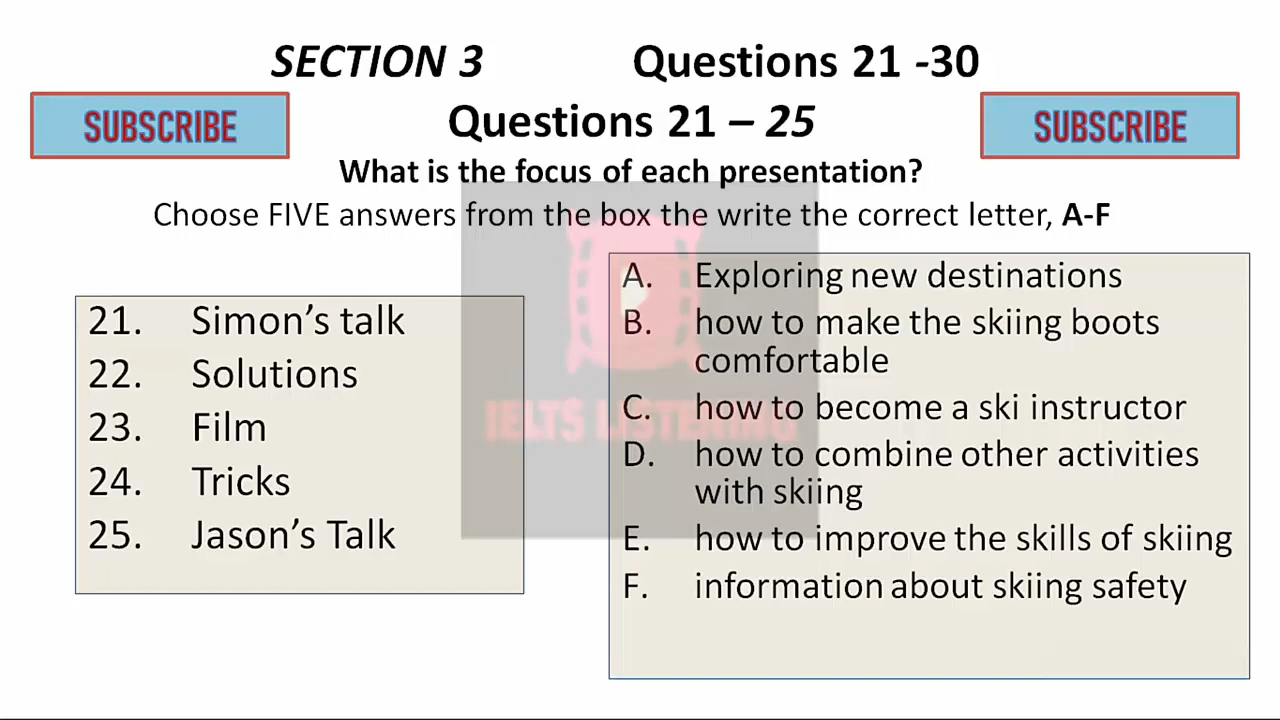 SECTION 3 Questions 21 -30
SUBSCRIBE
Questions 21 – 25
SUBSCRIBE
What is the focus of each presentation?
Choose FIVE answers from the box the write the correct letter, A-F
21. Simon’s talk
22. Solutions
23. Film
24. Tricks
25. Jason’s Talk
A. Exploring new destinations
B. how to make the skiing boots
comfortable
C. how to become a ski instructor
D. how to combine other activities
with skiing
E. how to improve the skills of skiing
F. information about skiing safety
IELTS LISTENING